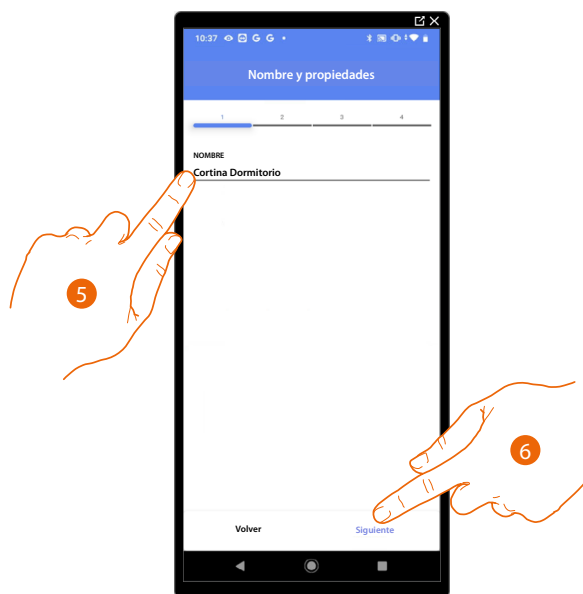 10:37 G G
Nombre y propiedades
1 2 3 4
NOMBRE
Cortina Dormitorio
5
6
Volver Siguiente